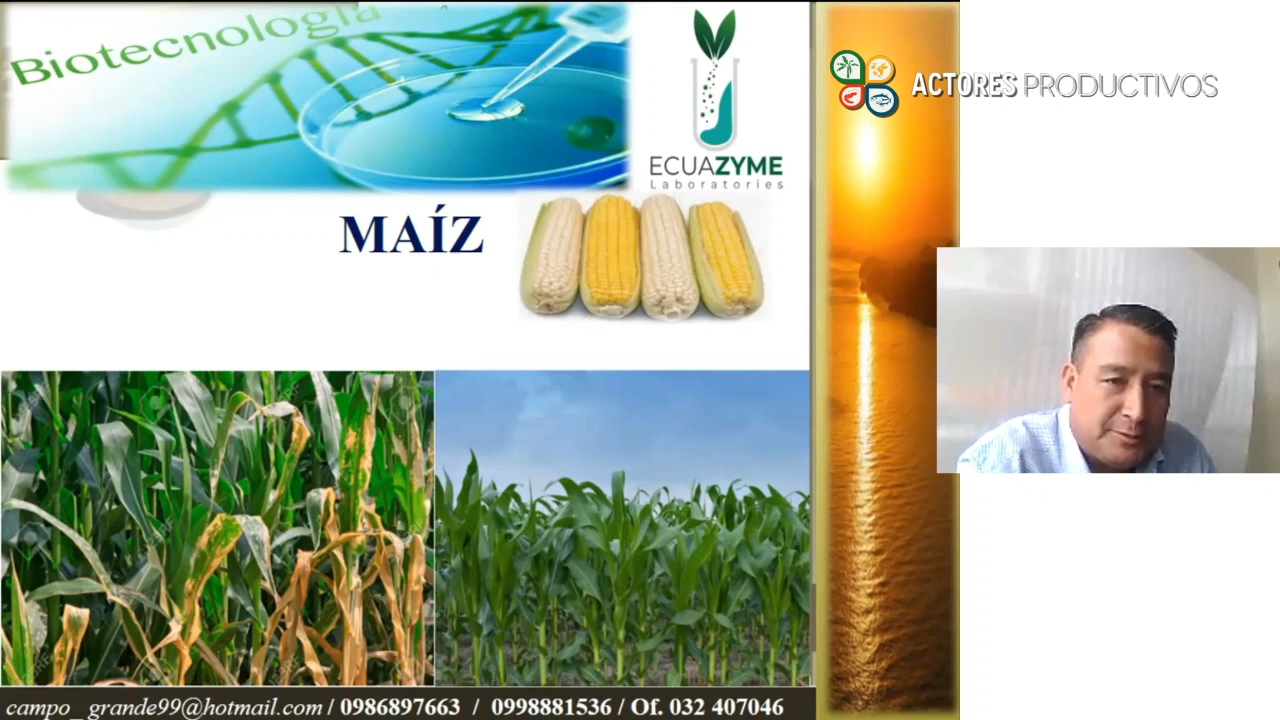 Biotecnología
ACTORES PRODUCTIVOS
ECUAZYME
Laboratories
MAÍZ
campo_grande99@hotmail.com / 0986897663 / 0998881536 / Of. 032 407046